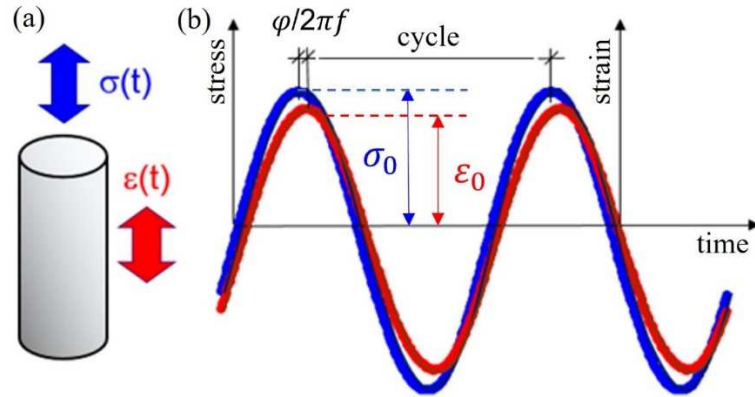 (a)
σ(t)
ε(t)
(b)
φ/2πf
cycle
stress
strain
σ₀
ε₀
time